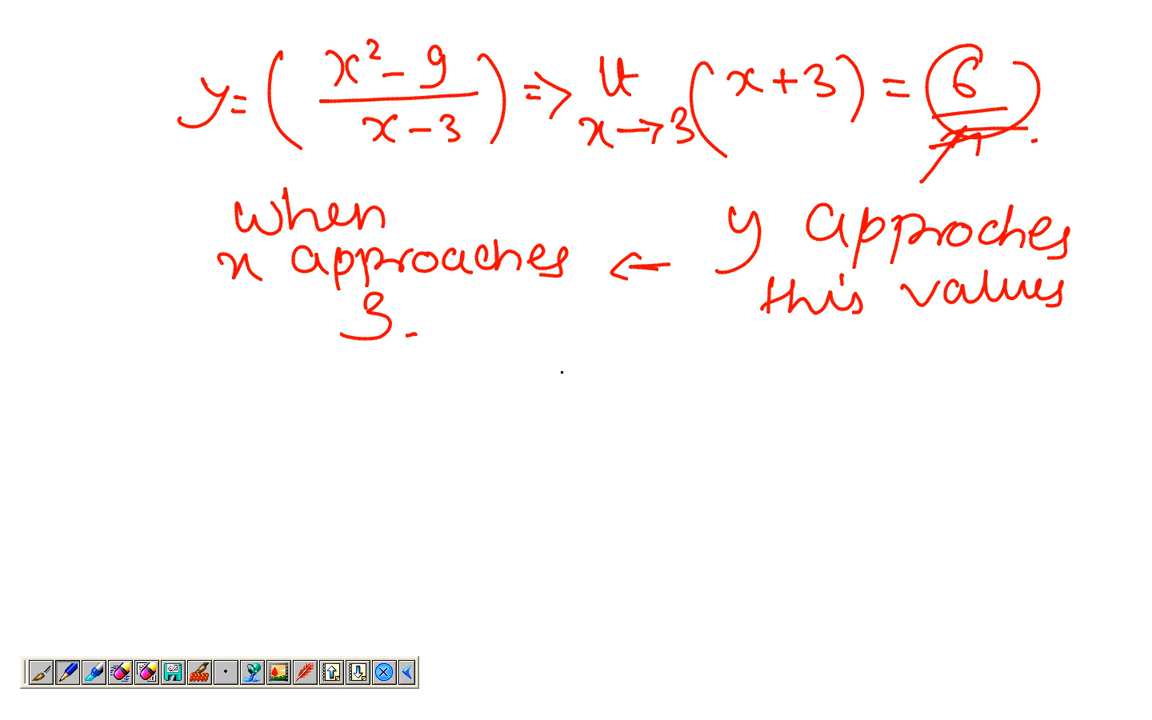 y = ( x² - 9 / x - 3 ) => lt x→3 ( x + 3 ) = 6
when
x approaches ← y approches
3. this values